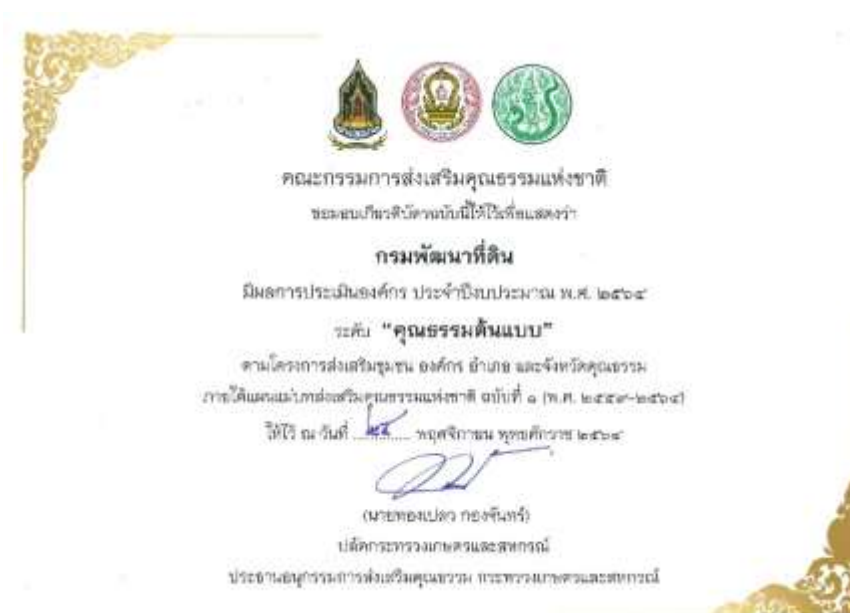 คณะกรรมการส่งเสริมคุณธรรมแห่งชาติ
ขอมอบเกียรติบัตรฉบับนี้ให้ไว้เพื่อแสดงว่า
กรมพัฒนาที่ดิน
มีผลการประเมินองค์กร ประจำปีงบประมาณ พ.ศ. ๒๕๖๔
ระดับ "คุณธรรมต้นแบบ"
ตามโครงการส่งเสริมชุมชน องค์กร อำเภอ และจังหวัดคุณธรรม
ภายใต้แผนแม่บทส่งเสริมคุณธรรมแห่งชาติ ฉบับที่ ๑ (พ.ศ. ๒๕๕๙-๒๕๖๔)
ให้ไว้ ณ วันที่ ............ พฤศจิกายน พุทธศักราช ๒๕๖๔
(นายทองเปลว กองจันทร์)
ปลัดกระทรวงเกษตรและสหกรณ์
ประธานอนุกรรมการส่งเสริมคุณธรรม กระทรวงเกษตรและสหกรณ์